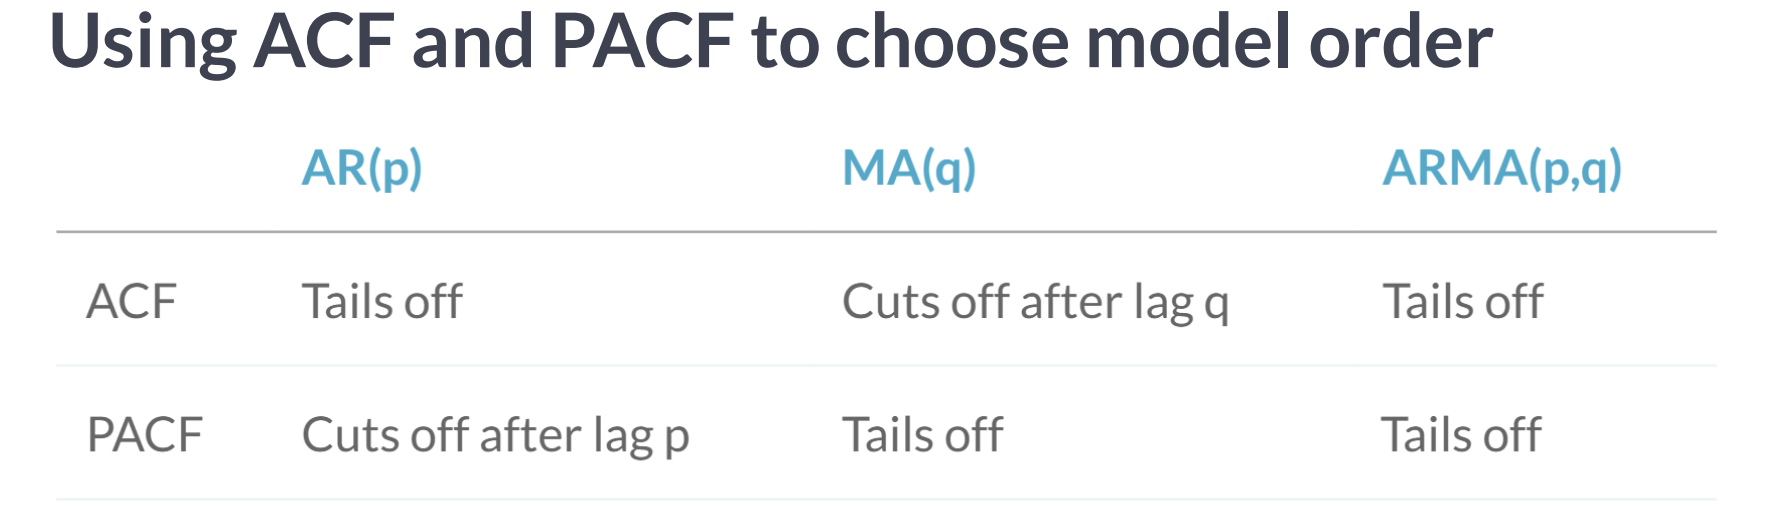 Using ACF and PACF to choose model order
AR(p) MA(q) ARMA(p,q)
ACF Tails off Cuts off after lag q Tails off
PACF Cuts off after lag p Tails off Tails off